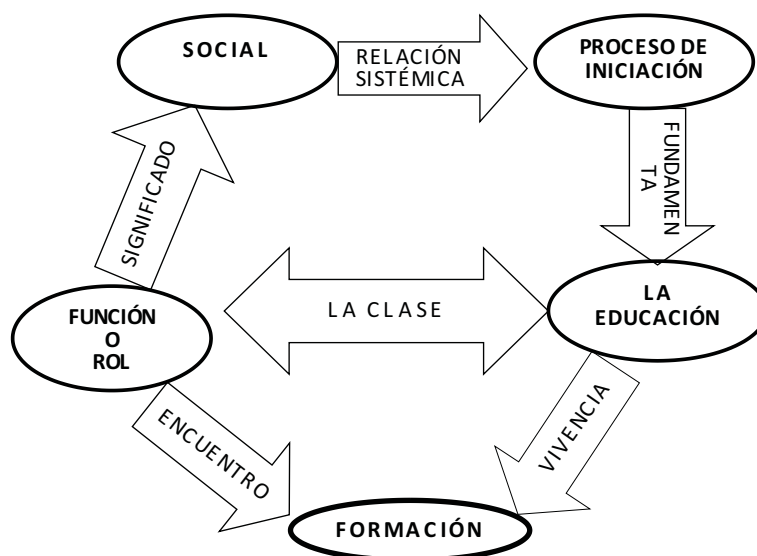 SOCIAL
RELACIÓN
SISTÉMICA
PROCESO DE
INICIACIÓN
SIGNIFICADO
FUNDAMEN
TA
FUNCIÓN
O
ROL
LA CLASE
LA
EDUCACIÓN
ENCUENTRO
VIVENCIA
FORMACIÓN